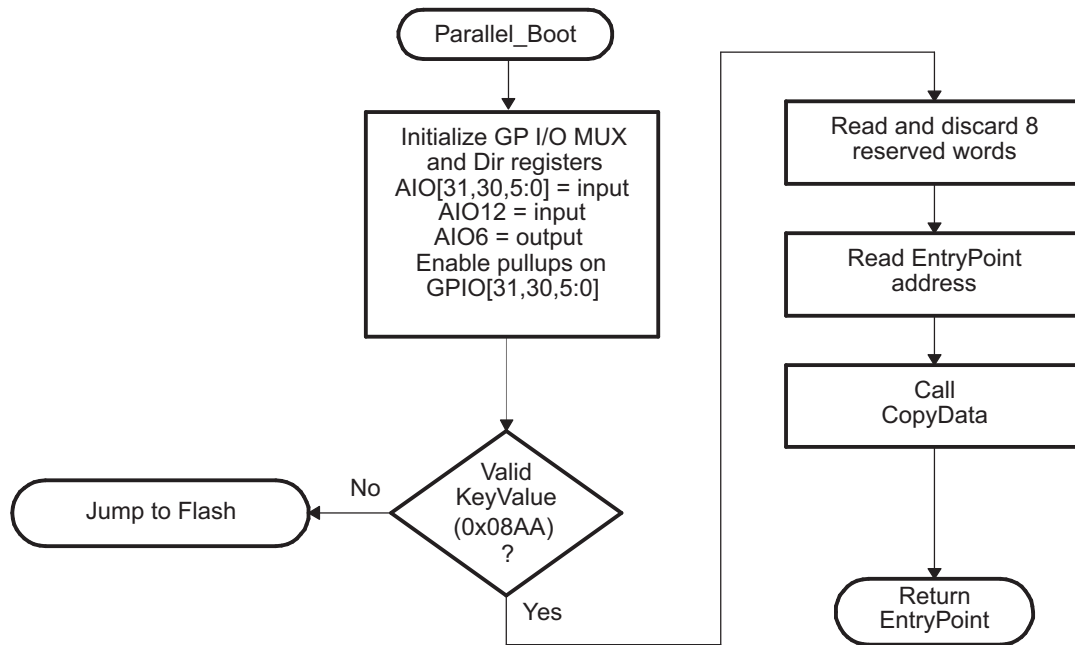 Parallel_Boot
Initialize GP I/O MUX
and Dir registers
AIO[31,30,5:0] = input
AIO12 = input
AIO6 = output
Enable pullups on
GPIO[31,30,5:0]
Valid
KeyValue
(0x08AA)
?
No
Jump to Flash
Yes
Read and discard 8
reserved words
Read EntryPoint
address
Call
CopyData
Return
EntryPoint